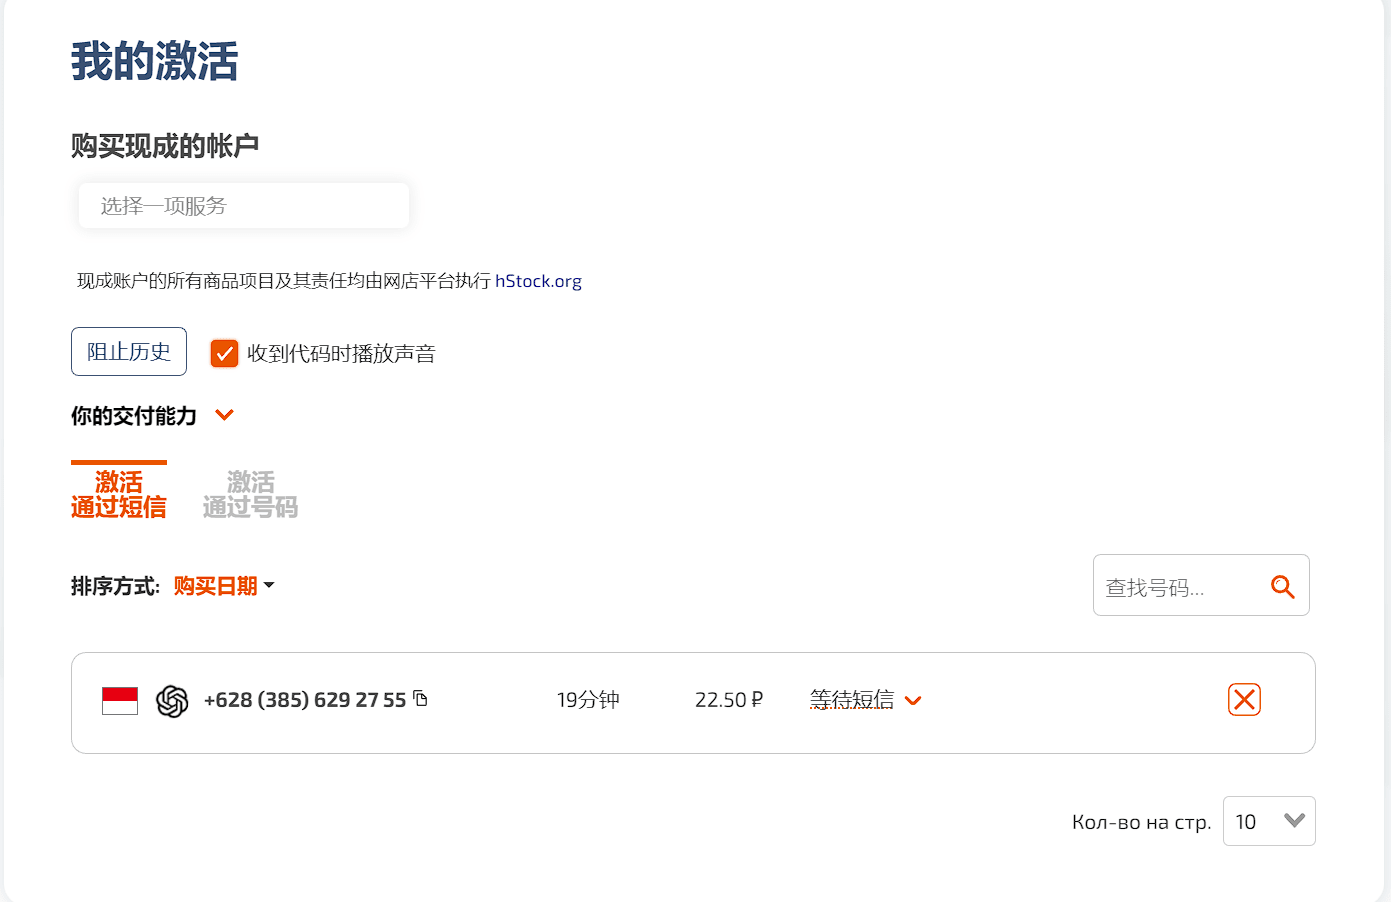 我的激活
购买现成的帐户
选择一项服务
现成账户的所有商品项目及其责任均由网店平台执行 hStock.org
阻止历史 收到代码时播放声音
你的交付能力
激活 激活
通过短信 通过号码
排序方式: 购买日期 查找号码...
+628 (385) 629 27 55 19分钟 22.50 ₽ 等待短信
Кол-во на стр. 10